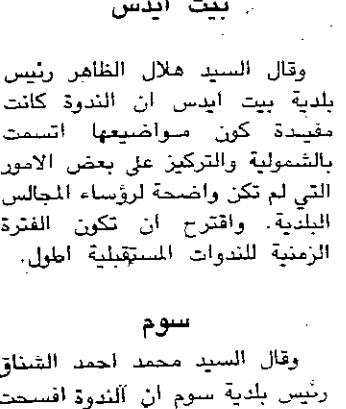 بيت ايدس
وقال السيد هلال الظاهر رئيس
بلدية بيت ايدس ان الندوة كانت
مفيدة كون مواضيعها اتسمت
بالشمولية والتركيز على بعض الامور
التي لم تكن واضحة لرؤساء المجالس
البلدية. واقترح ان تكون الفترة
الزمنية للندوات المستقبلية اطول.
سوم
وقال السيد محمد احمد الشناق
رئيس بلدية سوم ان الندوة افسحت